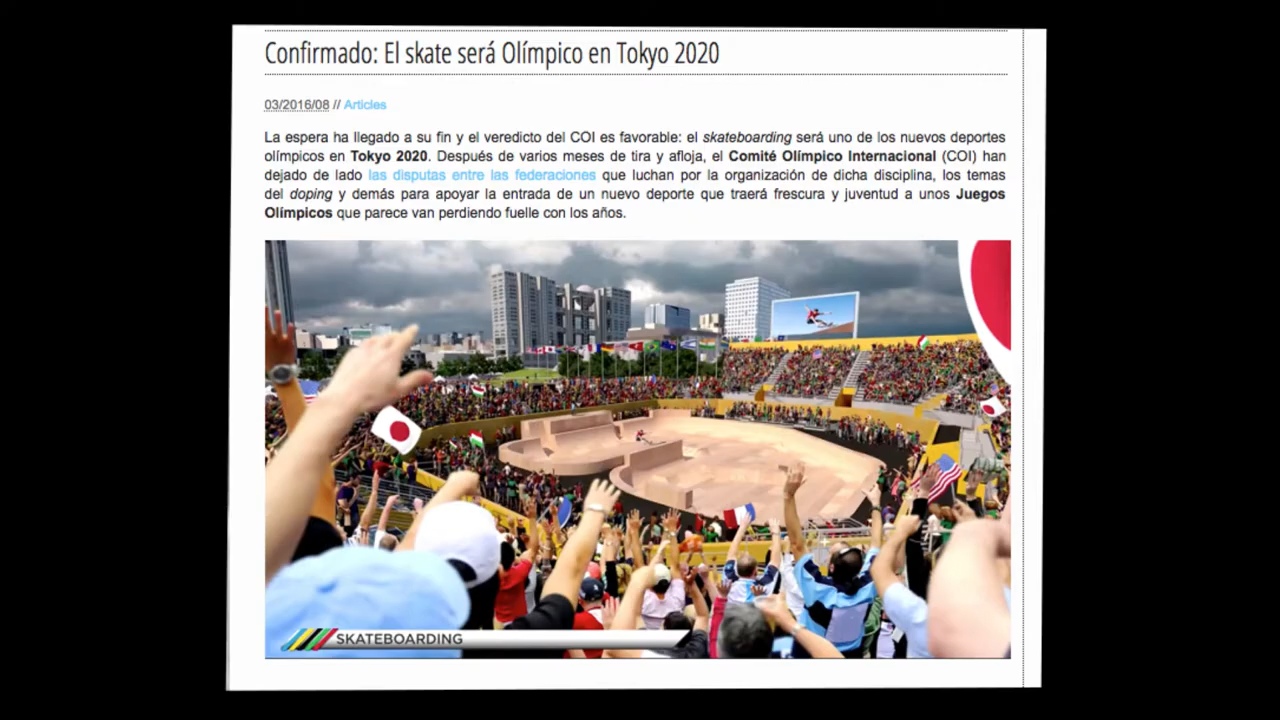 Confirmado: El skate será Olímpico en Tokyo 2020
03/2016/08 // Articles
La espera ha llegado a su fin y el veredicto del COI es favorable: el skateboarding será uno de los nuevos deportes
olímpicos en Tokyo 2020. Después de varios meses de tira y afloja, el Comité Olímpico Internacional (COI) han
dejado de lado las disputas entre las federaciones que luchan por la organización de dicha disciplina, los temas
del doping y demás para apoyar la entrada de un nuevo deporte que traerá frescura y juventud a unos Juegos
Olímpicos que parece van perdiendo fuelle con los años.
SKATEBOARDING